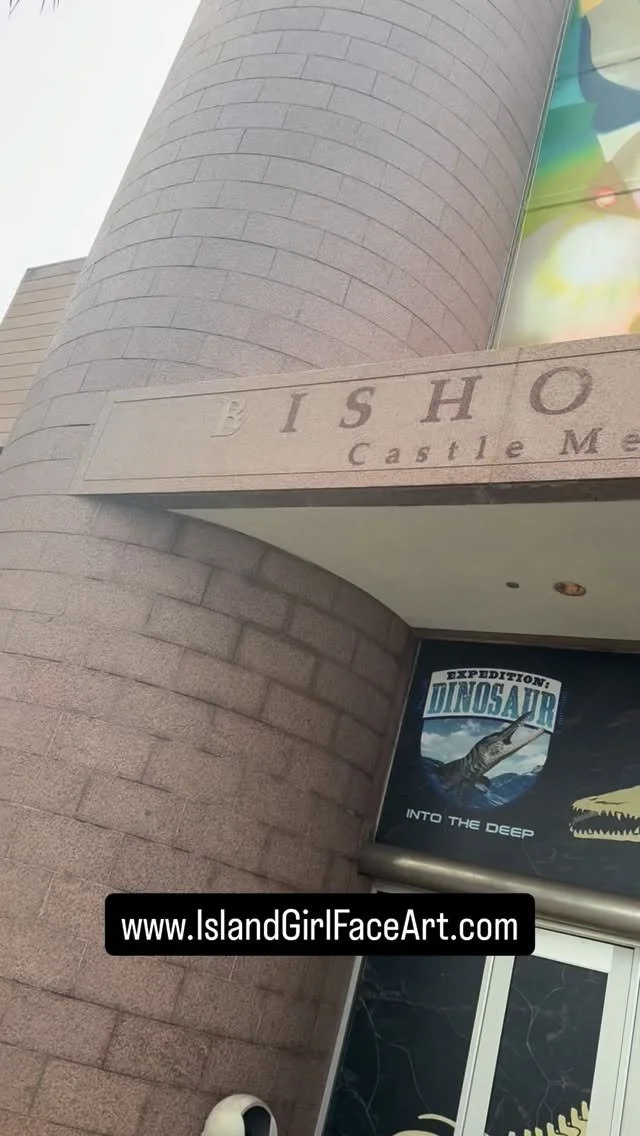 BISHO
Castle Me
EXPEDITION:
DINOSAUR
INTO THE DEEP
www.IslandGirlFaceArt.com